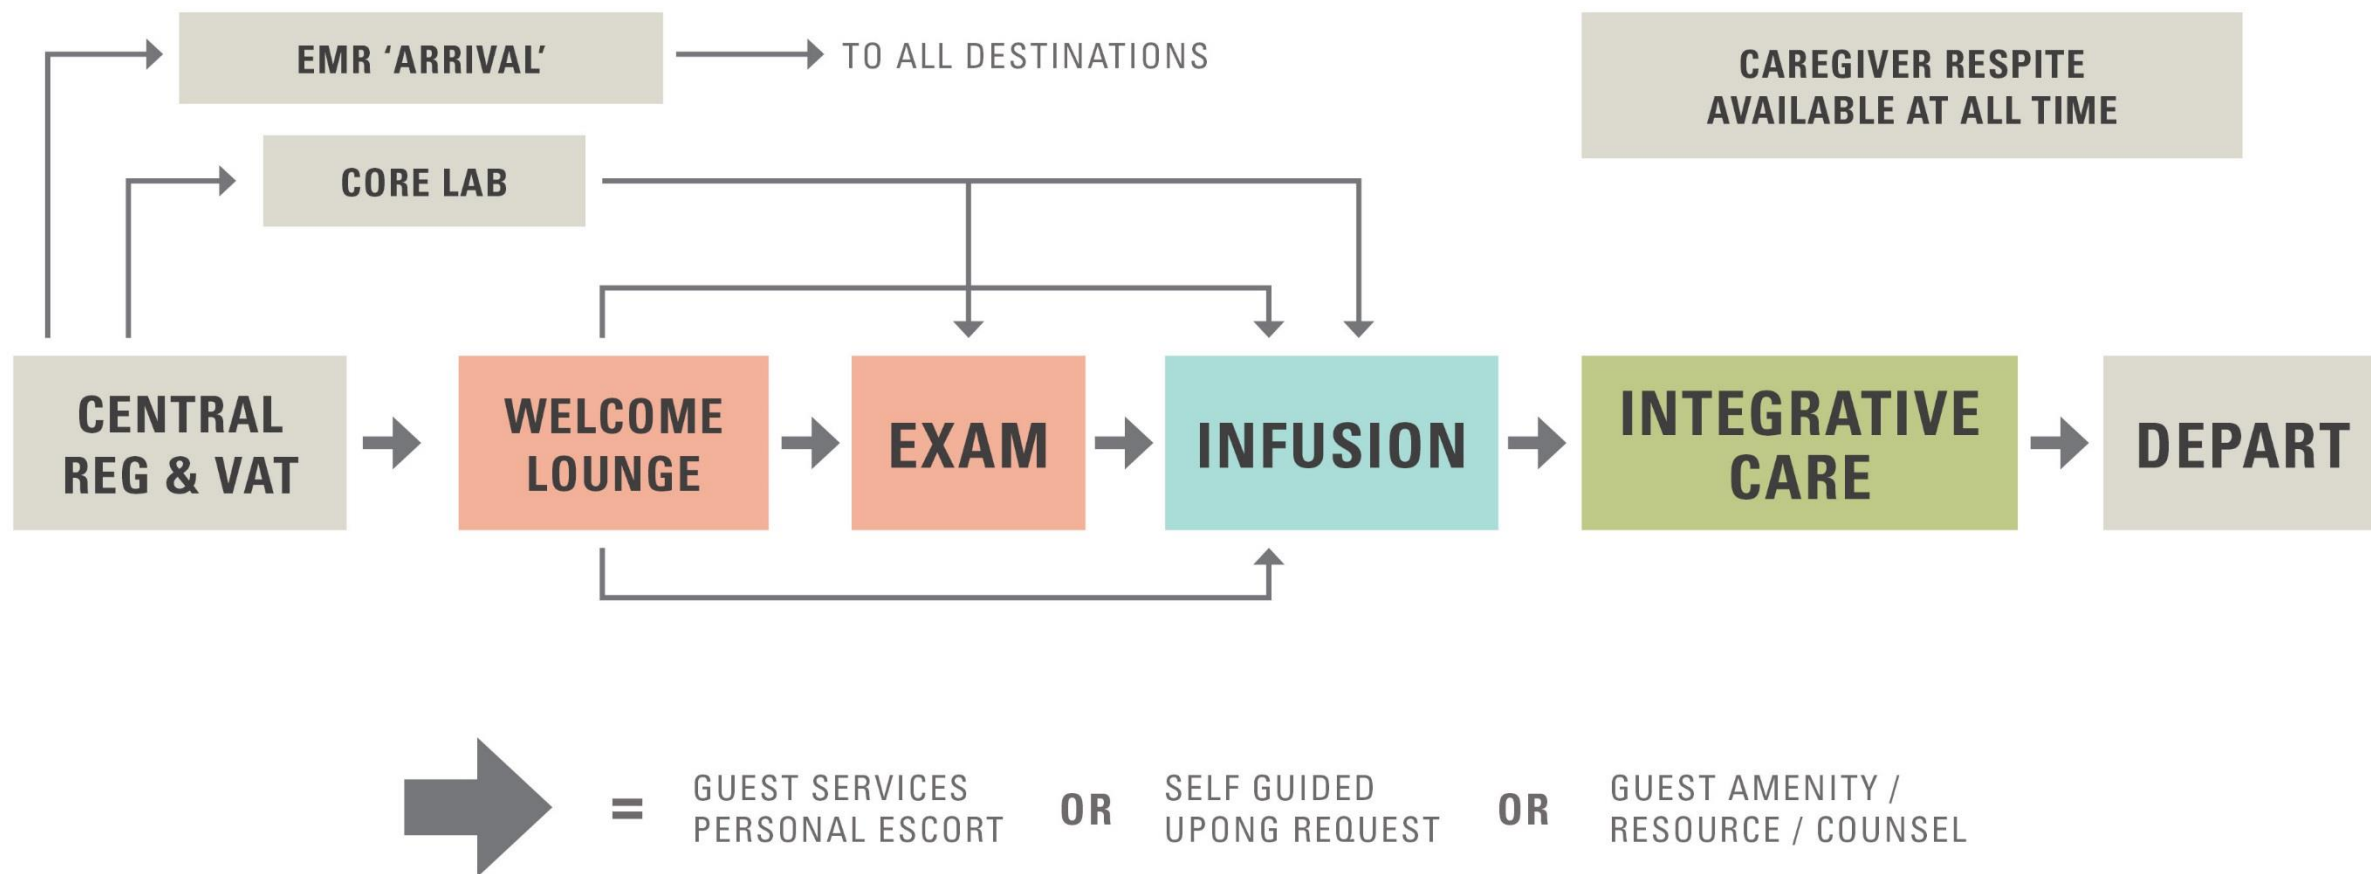 EMR ‘ARRIVAL’
TO ALL DESTINATIONS
CAREGIVER RESPITE
AVAILABLE AT ALL TIME
CORE LAB
CENTRAL
REG & VAT
WELCOME
LOUNGE
EXAM
INFUSION
INTEGRATIVE
CARE
DEPART
=
GUEST SERVICES
PERSONAL ESCORT
OR
SELF GUIDED
UPONG REQUEST
OR
GUEST AMENITY /
RESOURCE / COUNSEL